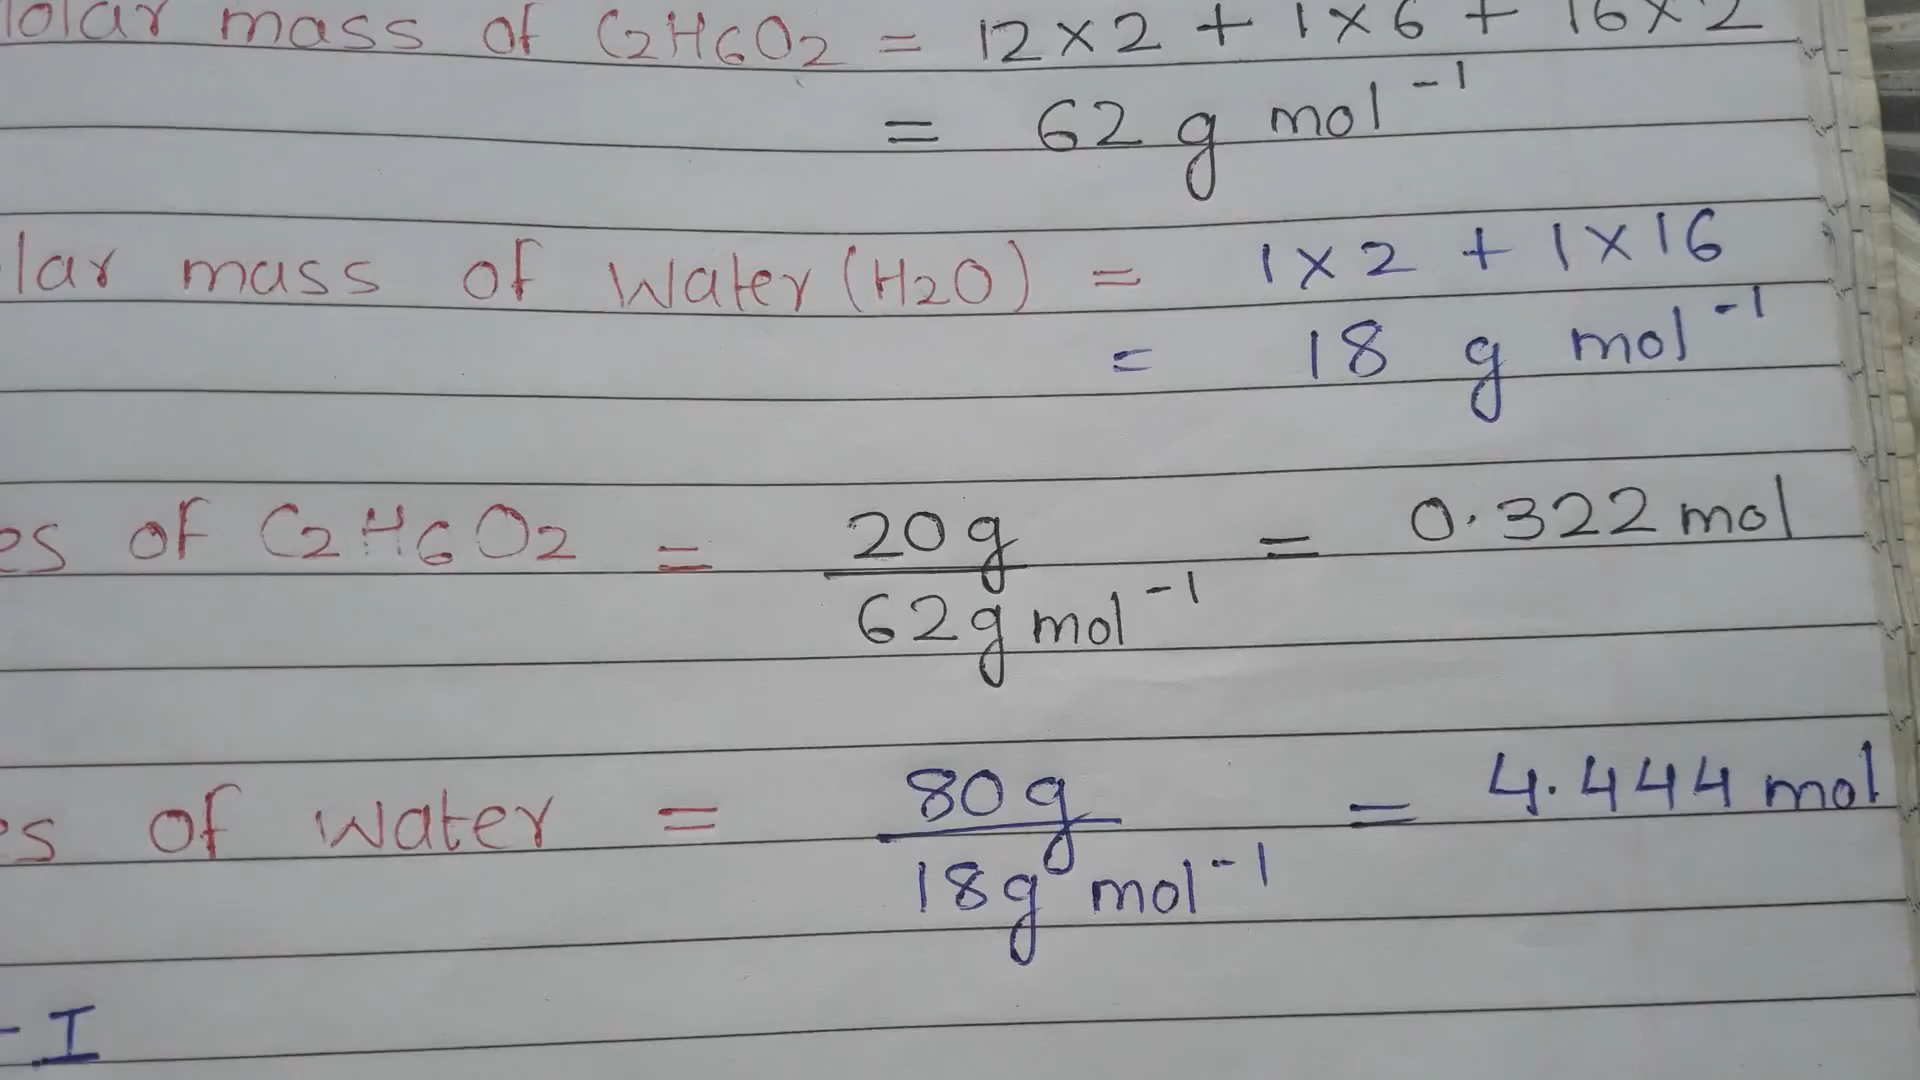 olar mass of C2H6O2 = 12 × 2 + 1 × 6 + 16 × 2
= 62 g mol⁻¹
lar mass of water (H2O) = 1 × 2 + 1 × 16
= 18 g mol⁻¹
es of C2H6O2 = 20g / 62g mol⁻¹ = 0.322 mol
es of water = 80g / 18g mol⁻¹ = 4.444 mol
- I